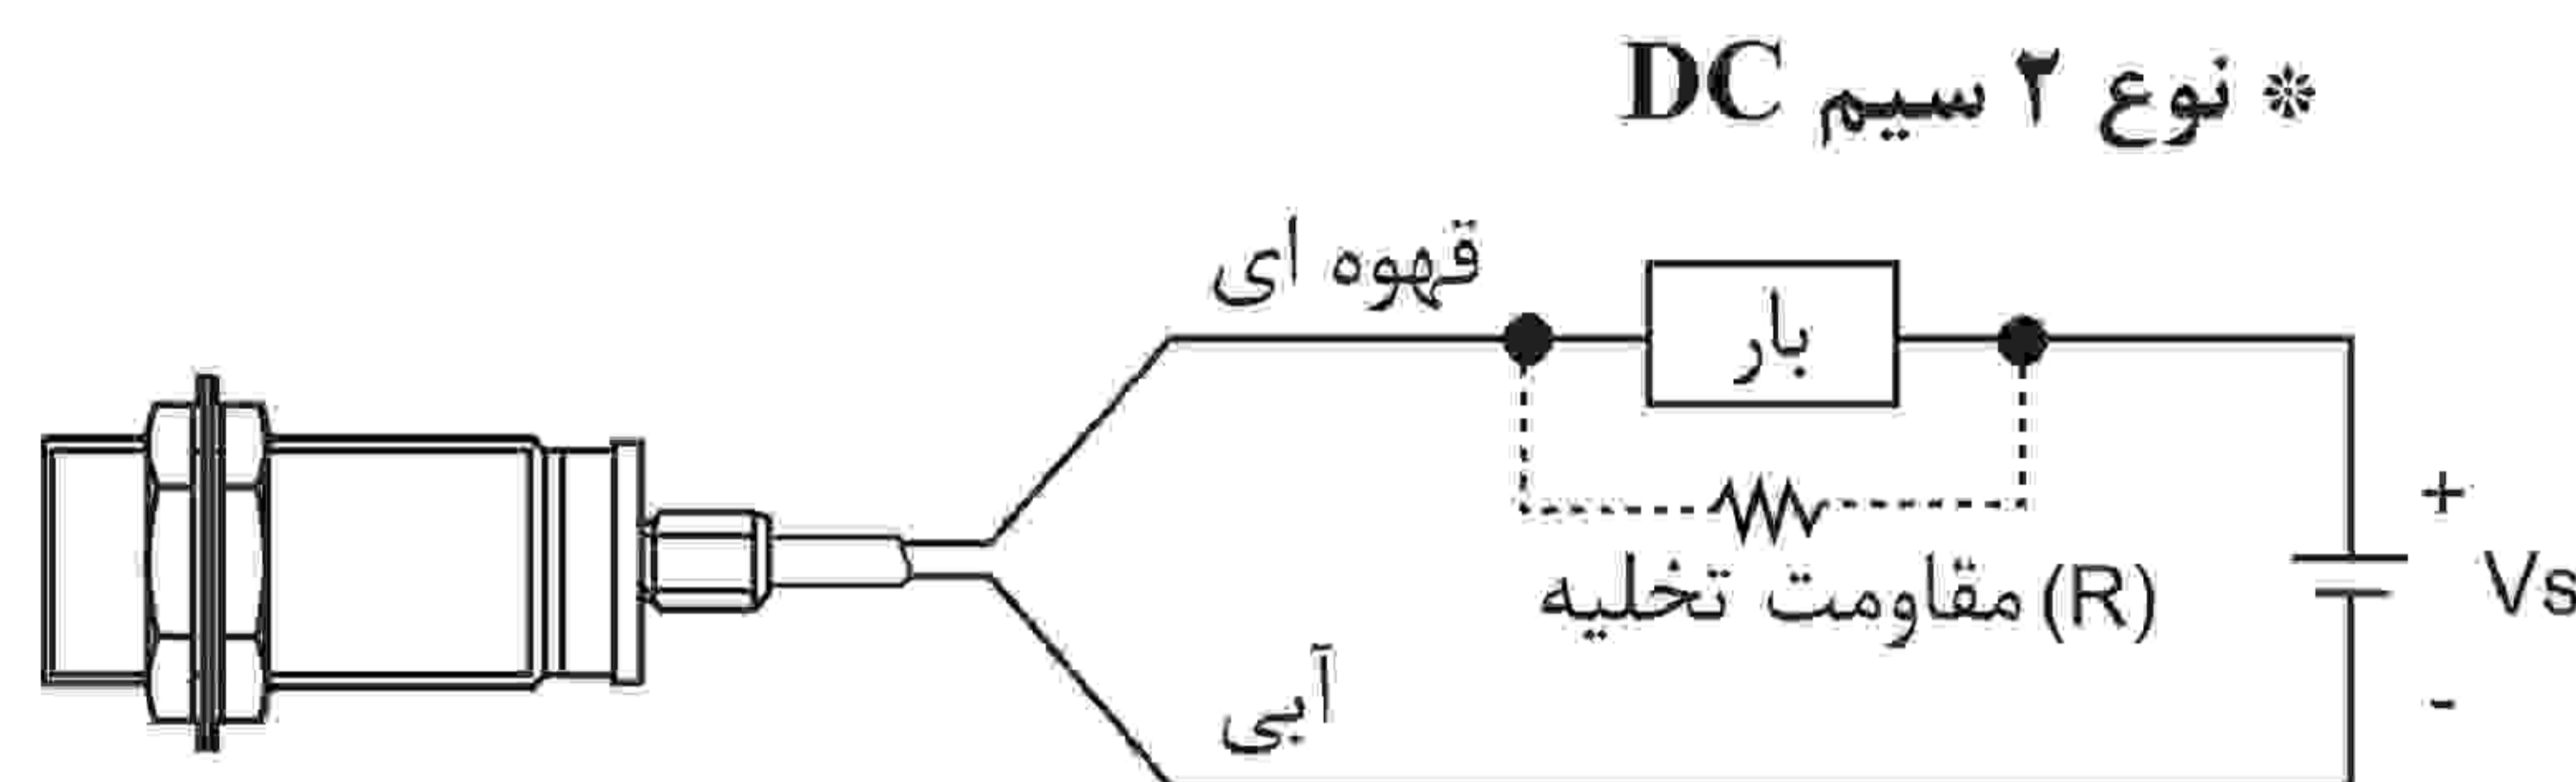 * نوع ۲ سیم DC
قهوه ای
بار
+
مقاومت تخلیه (R)
Vs
آبی
-